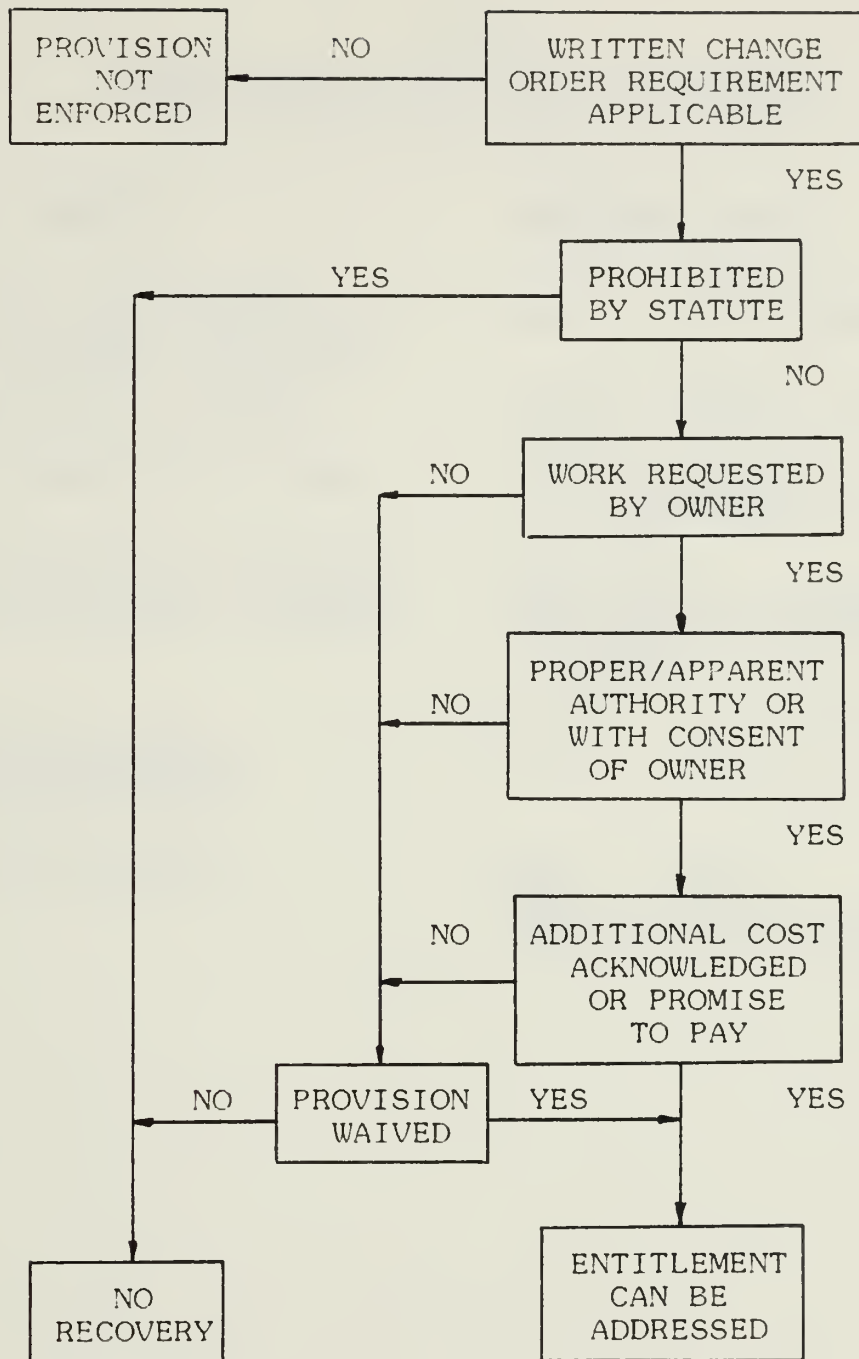 PROVISION
NOT
ENFORCED
NO
WRITTEN CHANGE
ORDER REQUIREMENT
APPLICABLE
YES
YES
PROHIBITED
BY STATUTE
NO
NO
WORK REQUESTED
BY OWNER
YES
NO
PROPER/APPARENT
AUTHORITY OR
WITH CONSENT
OF OWNER
YES
NO
ADDITIONAL COST
ACKNOWLEDGED
OR PROMISE
TO PAY
NO
PROVISION
WAIVED
YES
YES
NO
RECOVERY
ENTITLEMENT
CAN BE
ADDRESSED